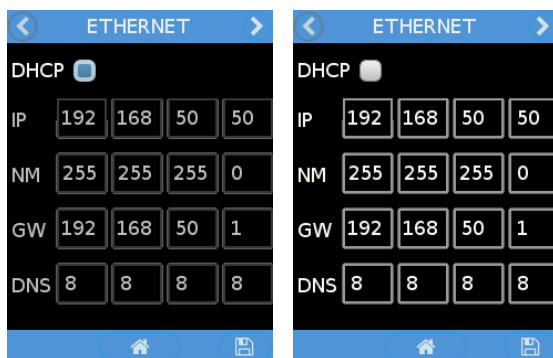 ETHERNET
DHCP
IP 192 168 50 50
NM 255 255 255 0
GW 192 168 50 1
DNS 8 8 8 8
ETHERNET
DHCP
IP 192 168 50 50
NM 255 255 255 0
GW 192 168 50 1
DNS 8 8 8 8